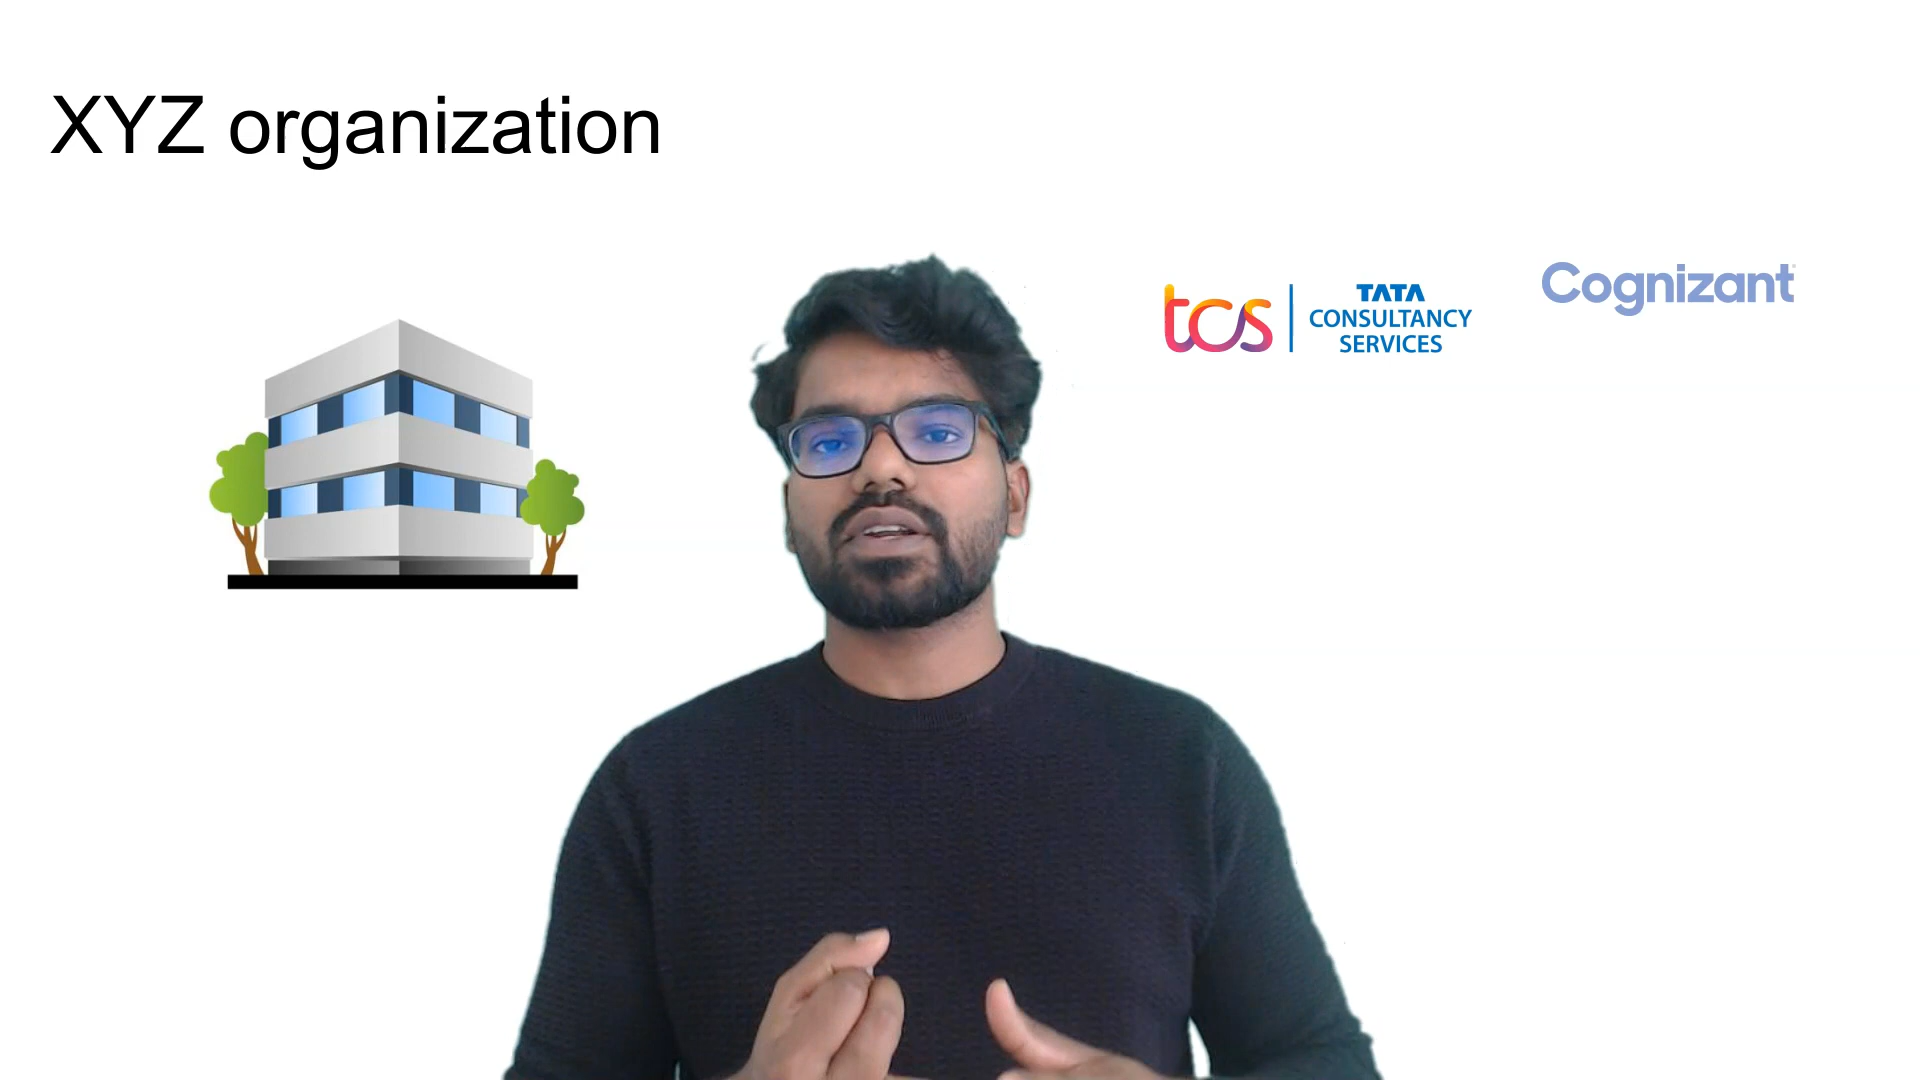 XYZ organization
tcs
TATA
CONSULTANCY
SERVICES
Cognizant